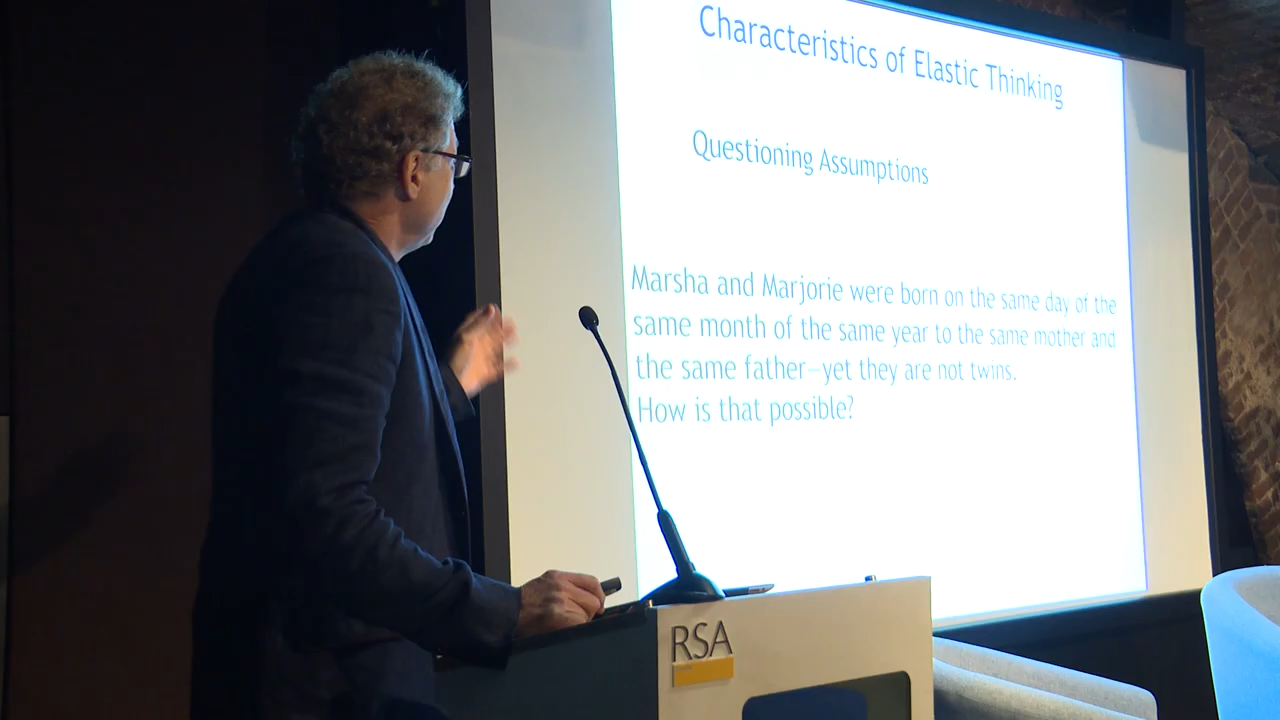 Characteristics of Elastic Thinking
Questioning Assumptions
Marsha and Marjorie were born on the same day of the
same month of the same year to the same mother and
the same father—yet they are not twins.
How is that possible?
RSA